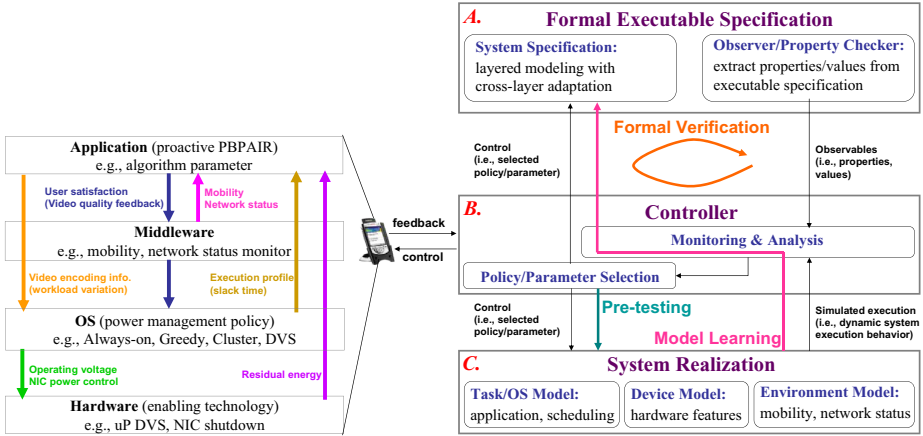 Application (proactive PBPAIR)
e.g., algorithm parameter
User satisfaction
(Video quality feedback)
Mobility
Network status
Middleware
e.g., mobility, network status monitor
Video encoding info.
(workload variation)
Execution profile
(slack time)
OS (power management policy)
e.g., Always-on, Greedy, Cluster, DVS
Operating voltage
NIC power control
Residual energy
Hardware (enabling technology)
e.g., uP DVS, NIC shutdown
feedback
control
A.
Formal Executable Specification
System Specification:
layered modeling with
cross-layer adaptation
Observer/Property Checker:
extract properties/values from
executable specification
Formal Verification
Control
(i.e., selected
policy/parameter)
Observables
(i.e., properties,
values)
B.
Controller
Monitoring & Analysis
Policy/Parameter Selection
Control
(i.e., selected
policy/parameter)
Pre-testing
Model Learning
Simulated execution
(i.e., dynamic system
execution behavior)
C.
System Realization
Task/OS Model:
application, scheduling
Device Model:
hardware features
Environment Model:
mobility, network status